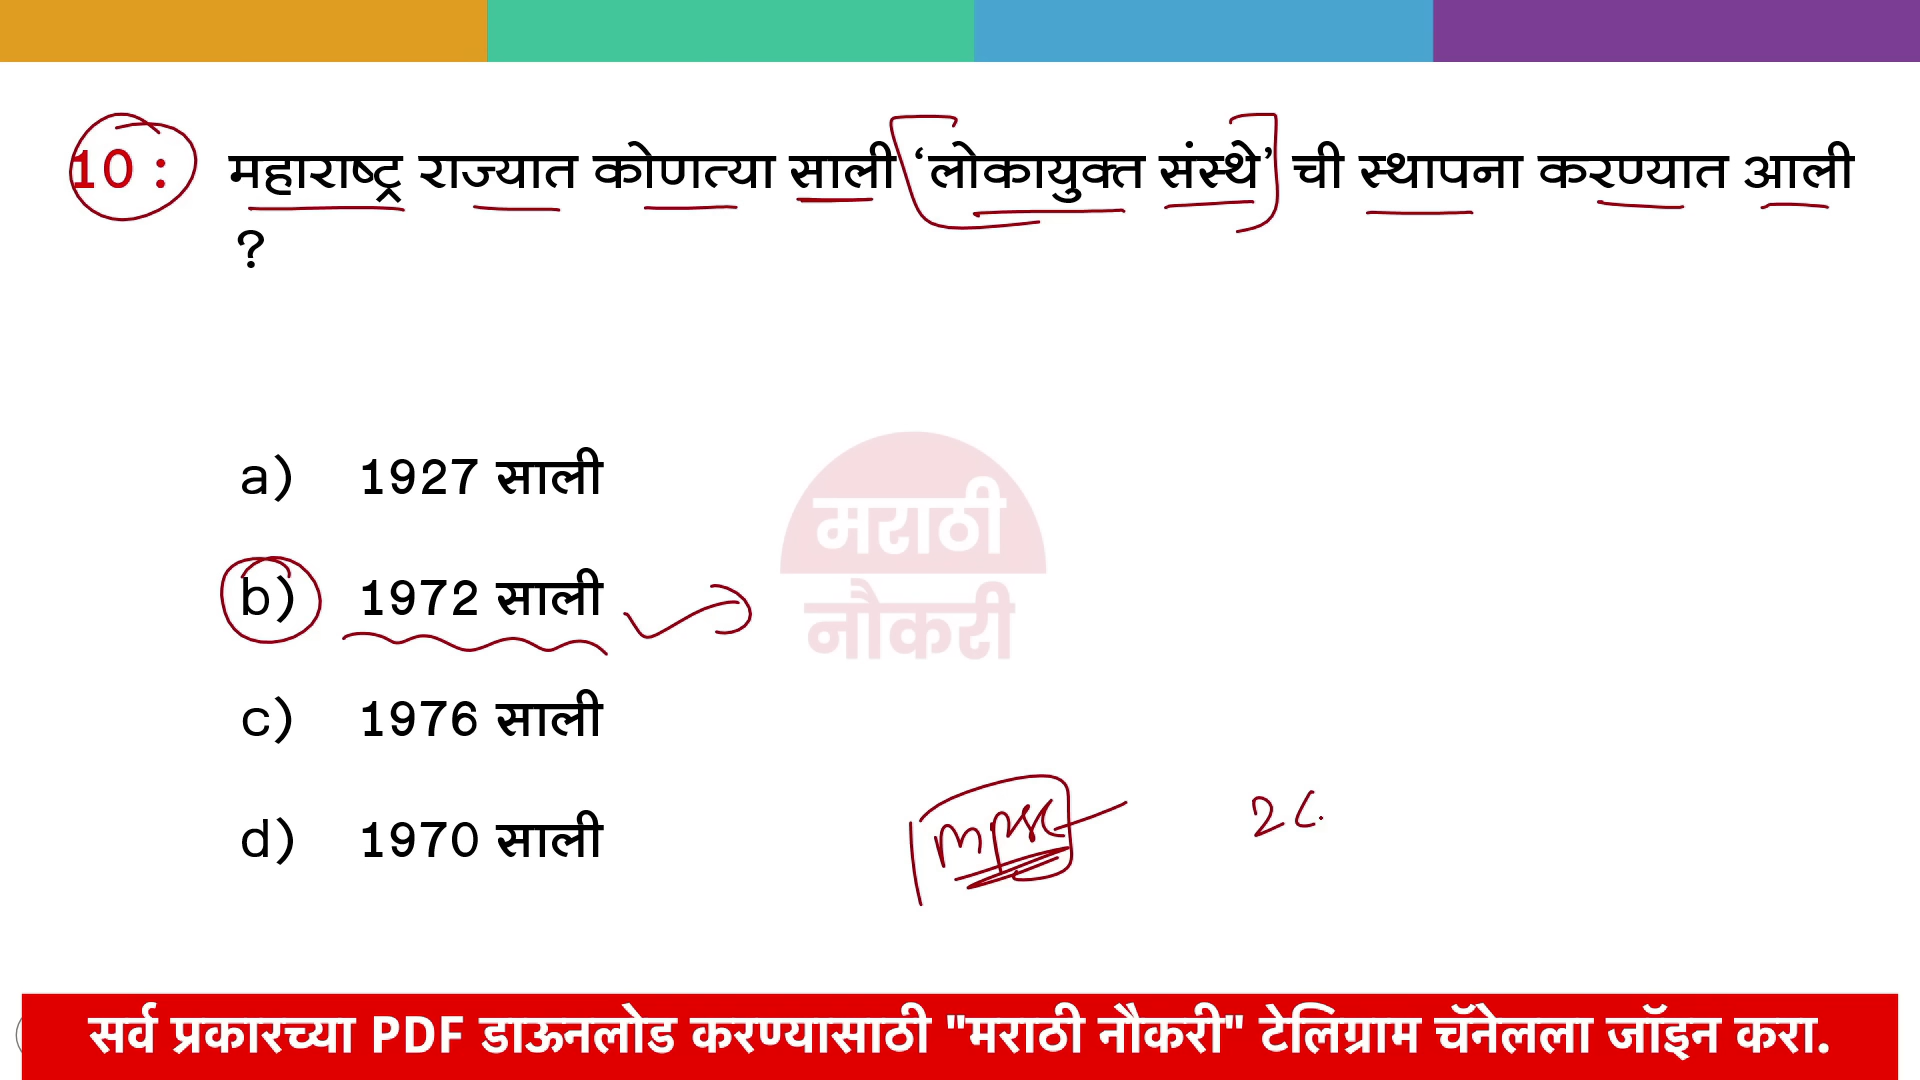 10 : महाराष्ट्र राज्यात कोणत्या साली ‘लोकायुक्त संस्थे’ ची स्थापना करण्यात आली
?
a) 1927 साली
b) 1972 साली
c) 1976 साली
d) 1970 साली
मराठी
नौकरी
mpsc
सर्व प्रकारच्या PDF डाऊनलोड करण्यासाठी "मराठी नौकरी" टेलिग्राम चॅनेलला जॉइन करा.